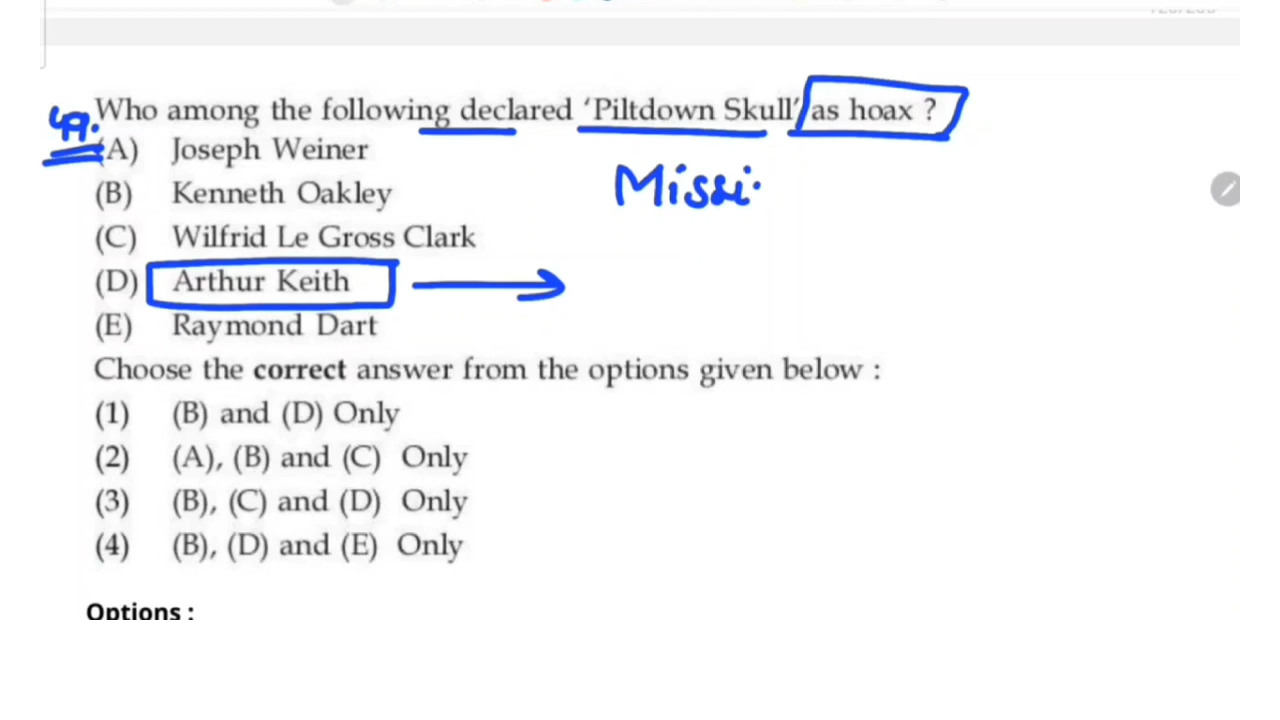 49. Who among the following declared ‘Piltdown Skull’ as hoax ?
(A) Joseph Weiner
Missi
(B) Kenneth Oakley
(C) Wilfrid Le Gross Clark
(D) Arthur Keith
(E) Raymond Dart
Choose the correct answer from the options given below :
(1) (B) and (D) Only
(2) (A), (B) and (C) Only
(3) (B), (C) and (D) Only
(4) (B), (D) and (E) Only
Options :